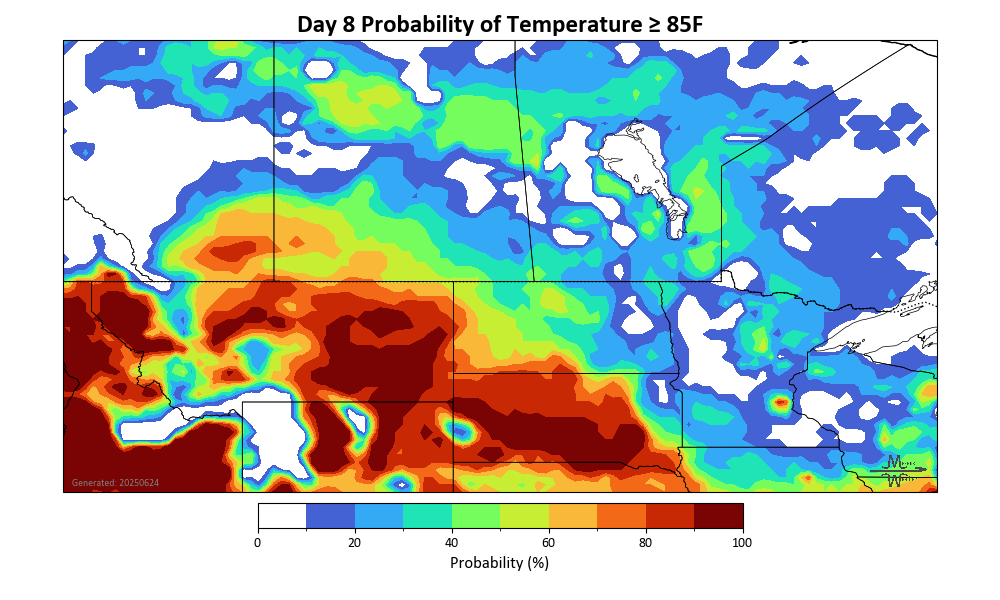 Day 8 Probability of Temperature ≥ 85F
Generated: 20250624
0 20 40 60 80 100
Probability (%)